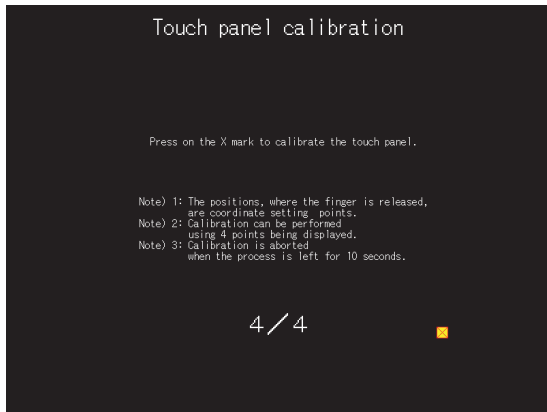 Touch panel calibration
Press on the X mark to calibrate the touch panel.
Note) 1: The positions, where the finger is released,
are coordinate setting points.
Note) 2: Calibration can be performed
using 4 points being displayed.
Note) 3: Calibration is aborted
when the process is left for 10 seconds.
4/4